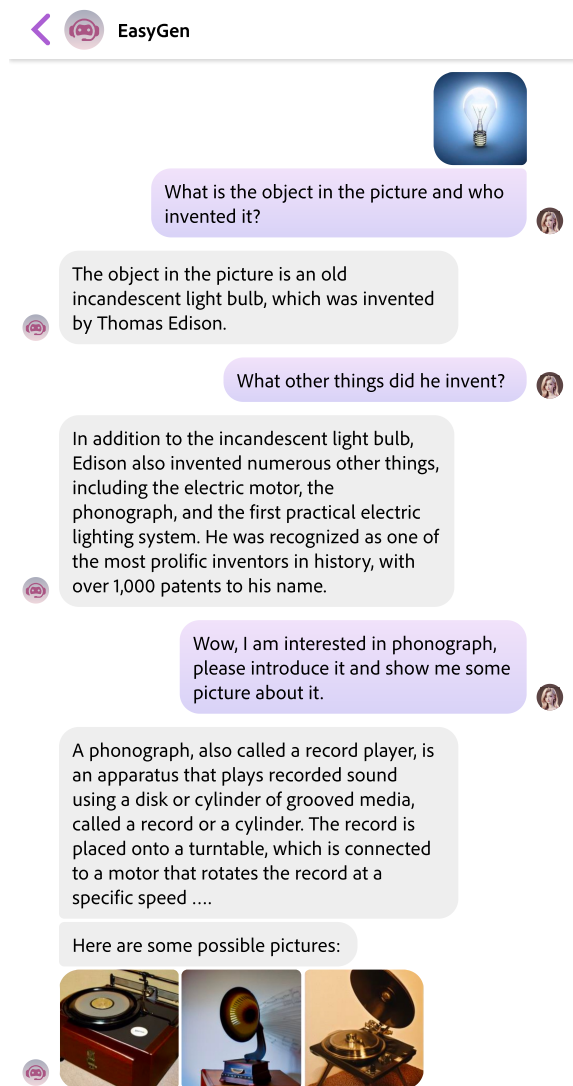 EasyGen
What is the object in the picture and who
invented it?
The object in the picture is an old
incandescent light bulb, which was invented
by Thomas Edison.
What other things did he invent?
In addition to the incandescent light bulb,
Edison also invented numerous other things,
including the electric motor, the
phonograph, and the first practical electric
lighting system. He was recognized as one of
the most prolific inventors in history, with
over 1,000 patents to his name.
Wow, I am interested in phonograph,
please introduce it and show me some
picture about it.
A phonograph, also called a record player, is
an apparatus that plays recorded sound
using a disk or cylinder of grooved media,
called a record or a cylinder. The record is
placed onto a turntable, which is connected
to a motor that rotates the record at a
specific speed ....
Here are some possible pictures: